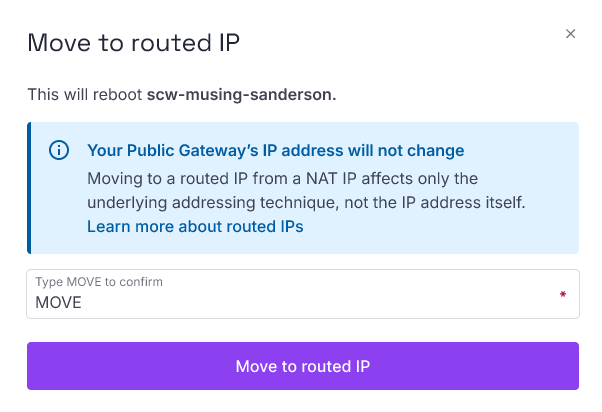 Move to routed IP
This will reboot scw-musing-sanderson.
Your Public Gateway’s IP address will not change
Moving to a routed IP from a NAT IP affects only the
underlying addressing technique, not the IP address itself.
Learn more about routed IPs
Type MOVE to confirm
MOVE
*
Move to routed IP